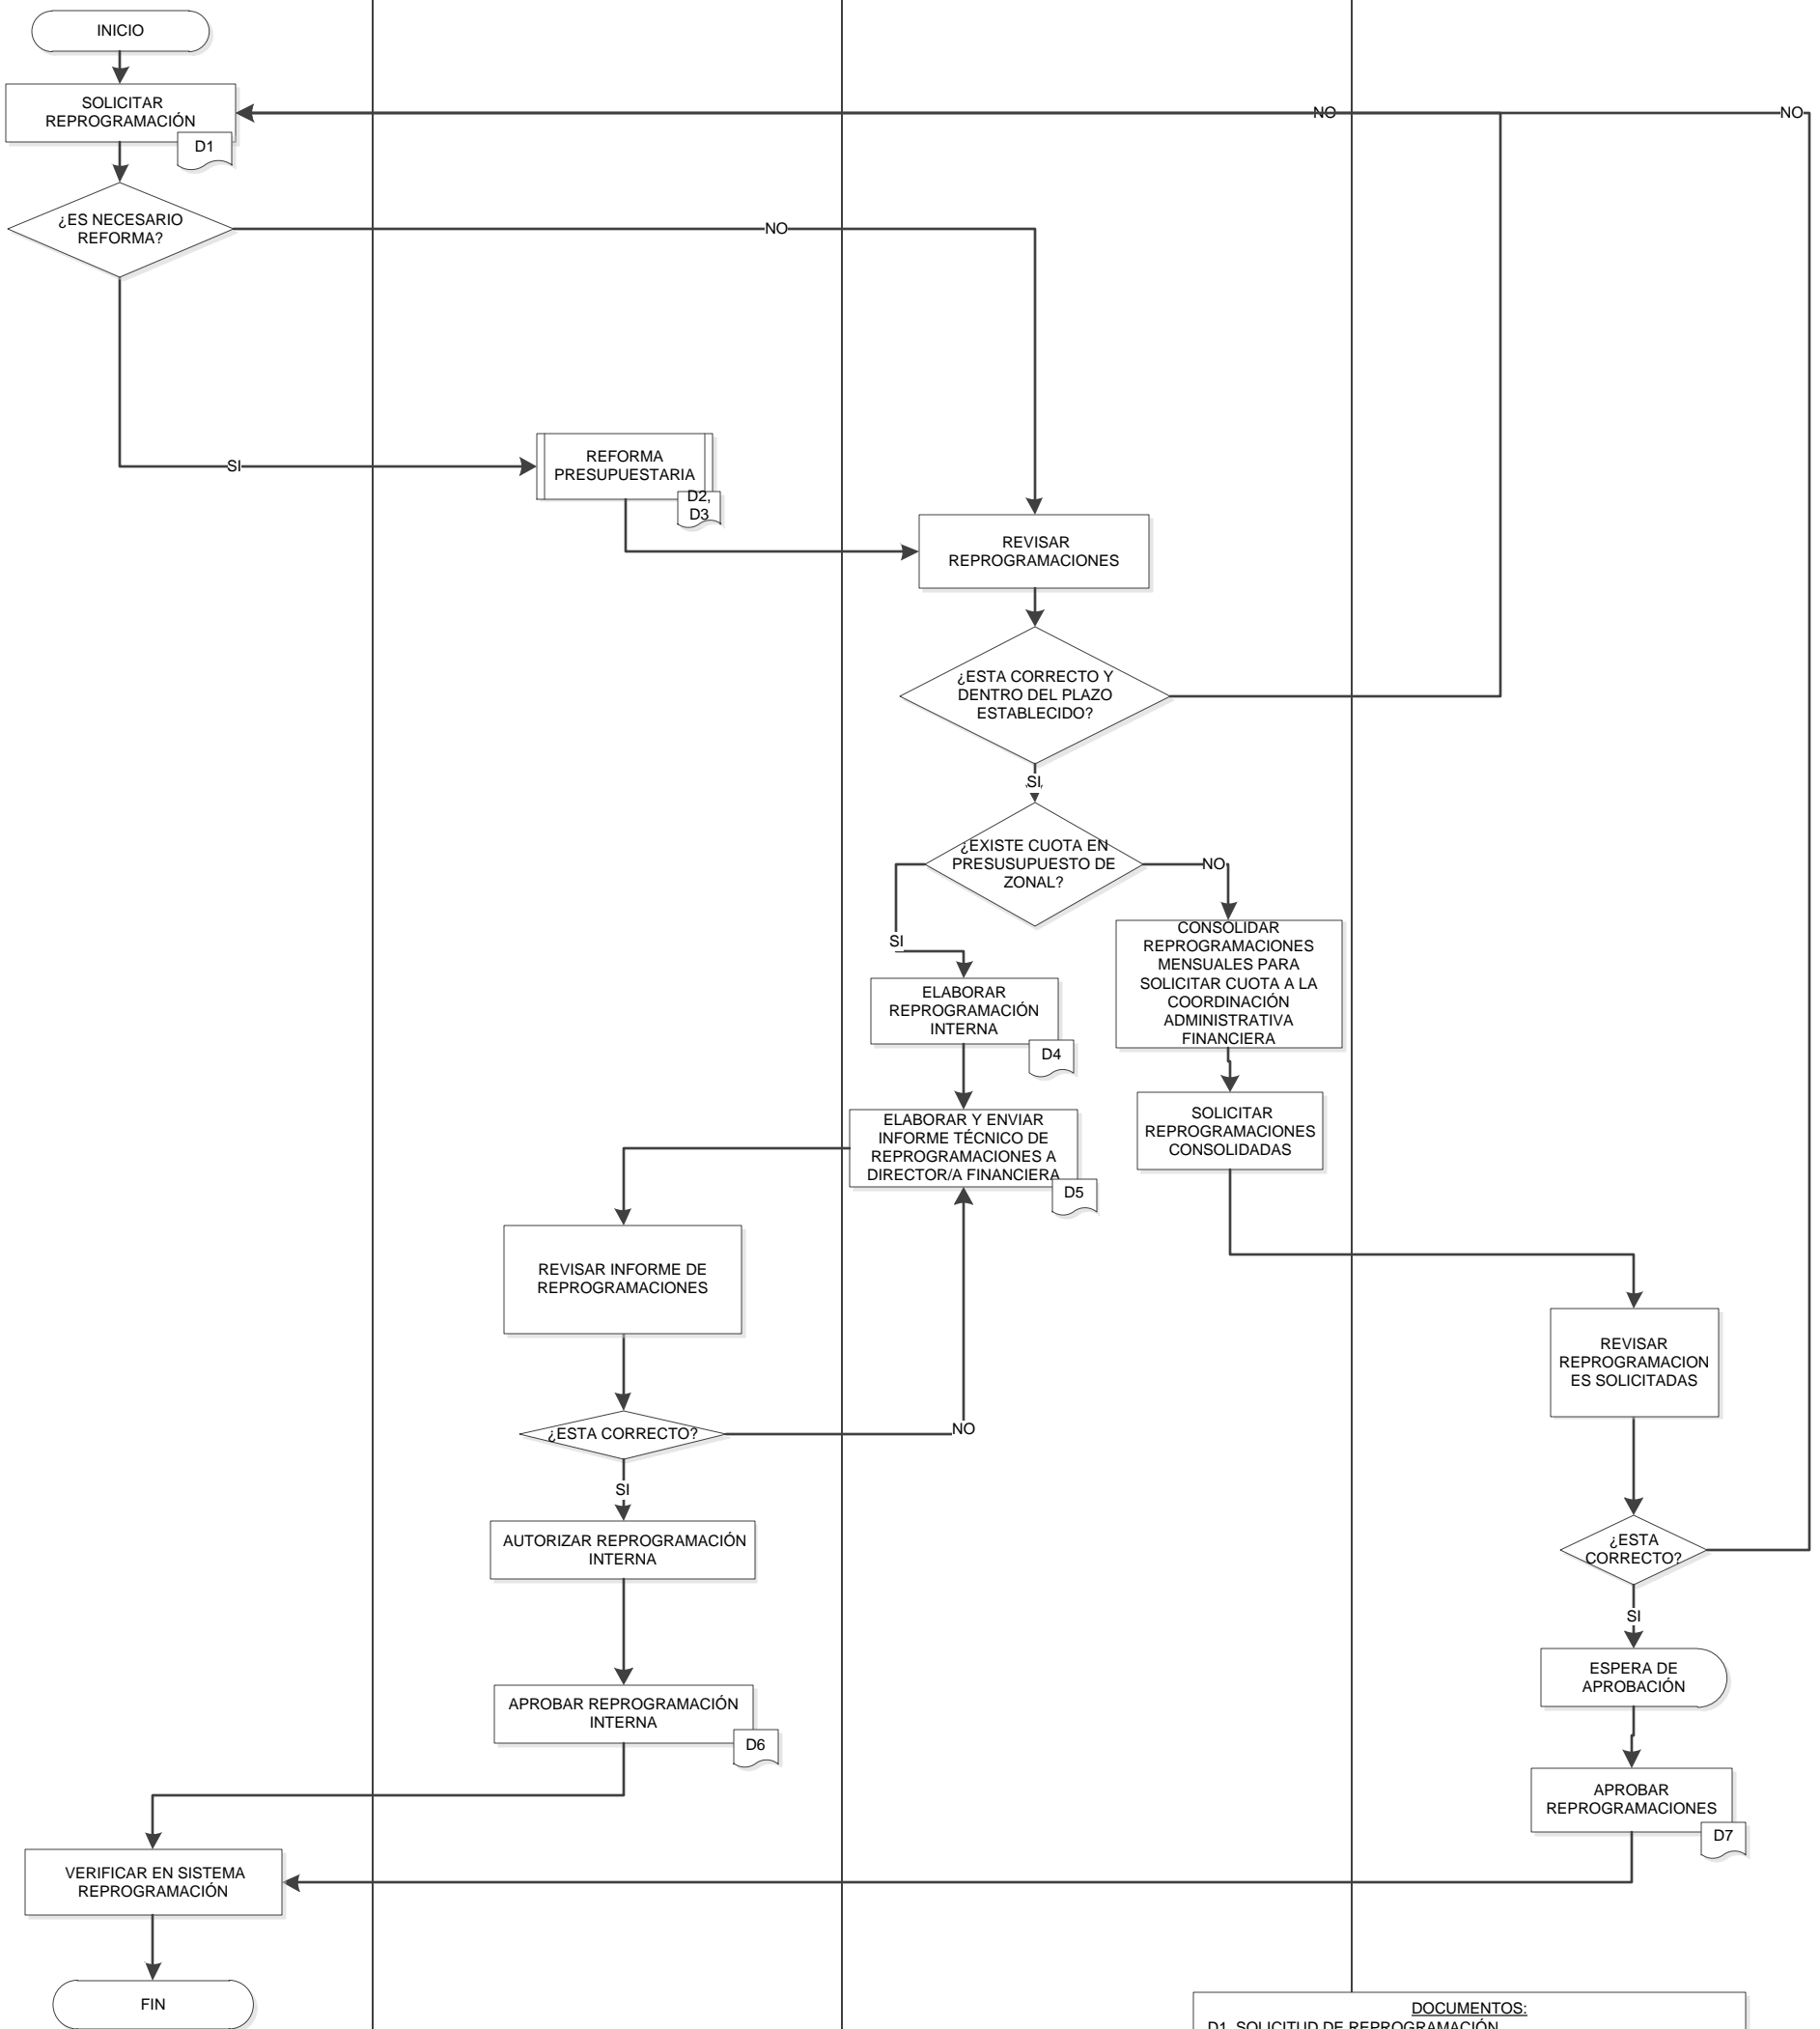 INICIO
SOLICITAR
REPROGRAMACIÓN
D1
NO
NO
¿ES NECESARIO
REFORMA?
NO
SI
REFORMA
PRESUPUESTARIA
D2,
D3
REVISAR
REPROGRAMACIONES
¿ESTA CORRECTO Y
DENTRO DEL PLAZO
ESTABLECIDO?
SI
¿EXISTE CUOTA EN
PRESUSUPUESTO DE
ZONAL?
NO
SI
CONSOLIDAR
REPROGRAMACIONES
MENSUALES PARA
SOLICITAR CUOTA A LA
COORDINACIÓN
ADMINISTRATIVA
FINANCIERA
ELABORAR
REPROGRAMACIÓN
INTERNA
D4
SOLICITAR
REPROGRAMACIONES
CONSOLIDADAS
ELABORAR Y ENVIAR
INFORME TÉCNICO DE
REPROGRAMACIONES A
DIRECTOR/A FINANCIERA
D5
REVISAR INFORME DE
REPROGRAMACIONES
REVISAR
REPROGRAMACION
ES SOLICITADAS
¿ESTA CORRECTO?
NO
SI
AUTORIZAR REPROGRAMACIÓN
INTERNA
¿ESTA
CORRECTO?
SI
ESPERA DE
APROBACIÓN
APROBAR REPROGRAMACIÓN
INTERNA
D6
APROBAR
REPROGRAMACIONES
D7
VERIFICAR EN SISTEMA
REPROGRAMACIÓN
FIN
DOCUMENTOS:
D1. SOLICITUD DE REPROGRAMACIÓN